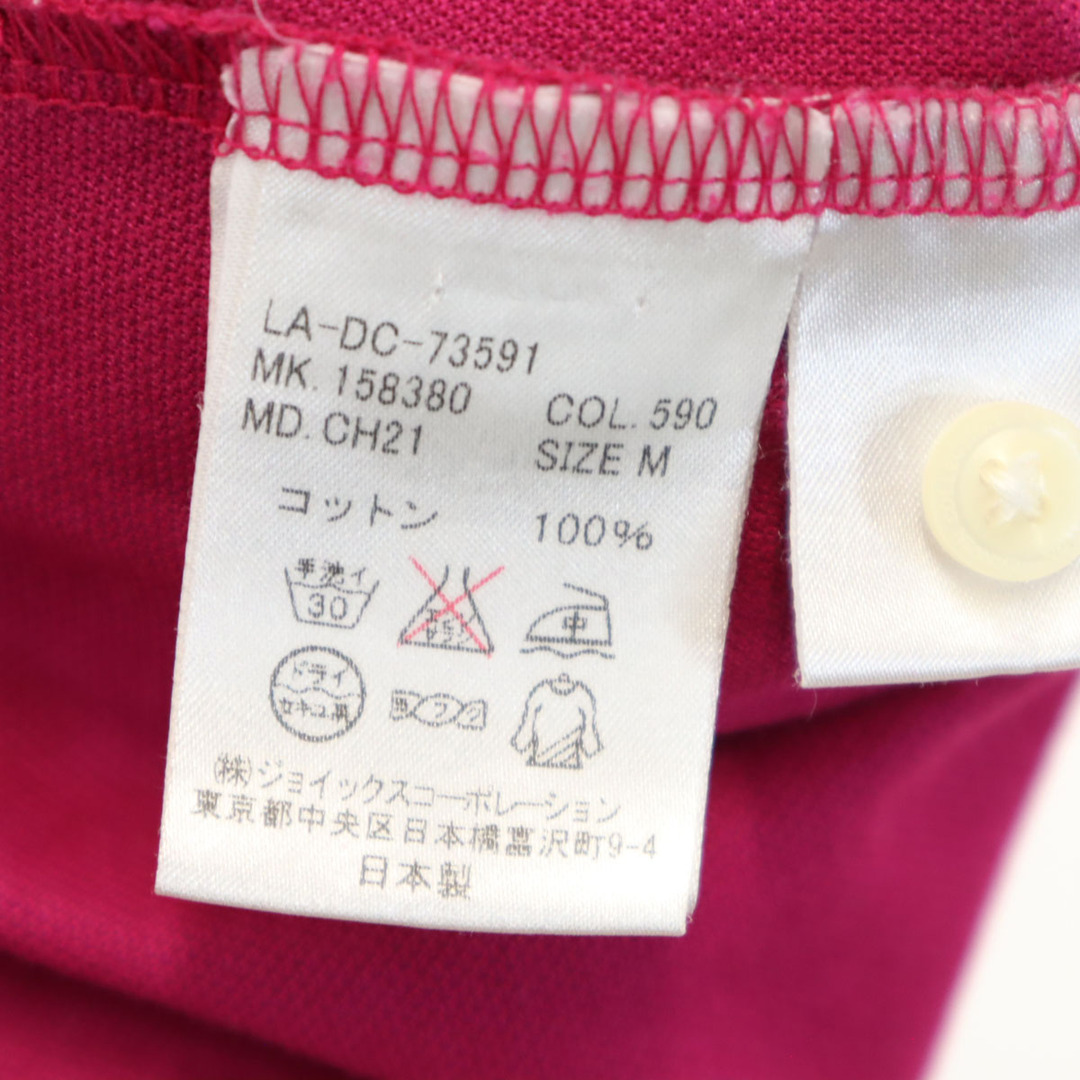 LA-DC-73591
MK. 158380 COL. 590
MD. CH21 SIZE M
コットン 100%
手洗イ
30
中
ドライ
セキユ系
(株)ジョイックスコーポレーション
東京都中央区日本橋富沢町9-4
日本製